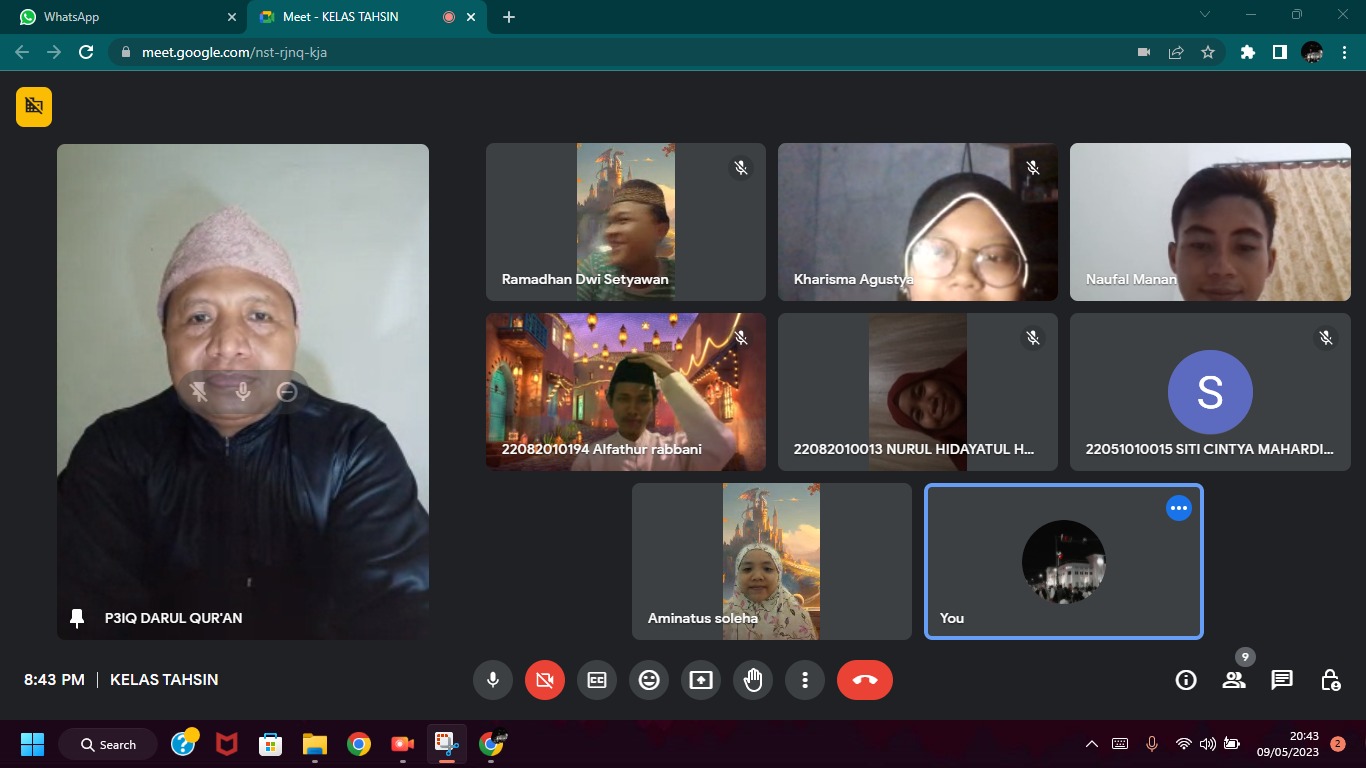 WhatsApp
Meet - KELAS TAHSIN
meet.google.com/nst-rjnq-kja
Ramadhan Dwi Setyawan
Kharisma Agustya
Naufal Manan
22082010194 Alfathur rabbani
22082010013 NURUL HIDAYATUL H...
S
22051010015 SITI CINTYA MAHARDI...
P3IQ DARUL QUR'AN
Aminatus soleha
You
8:43 PM | KELAS TAHSIN
CC
9
Search
20:43
09/05/2023
2